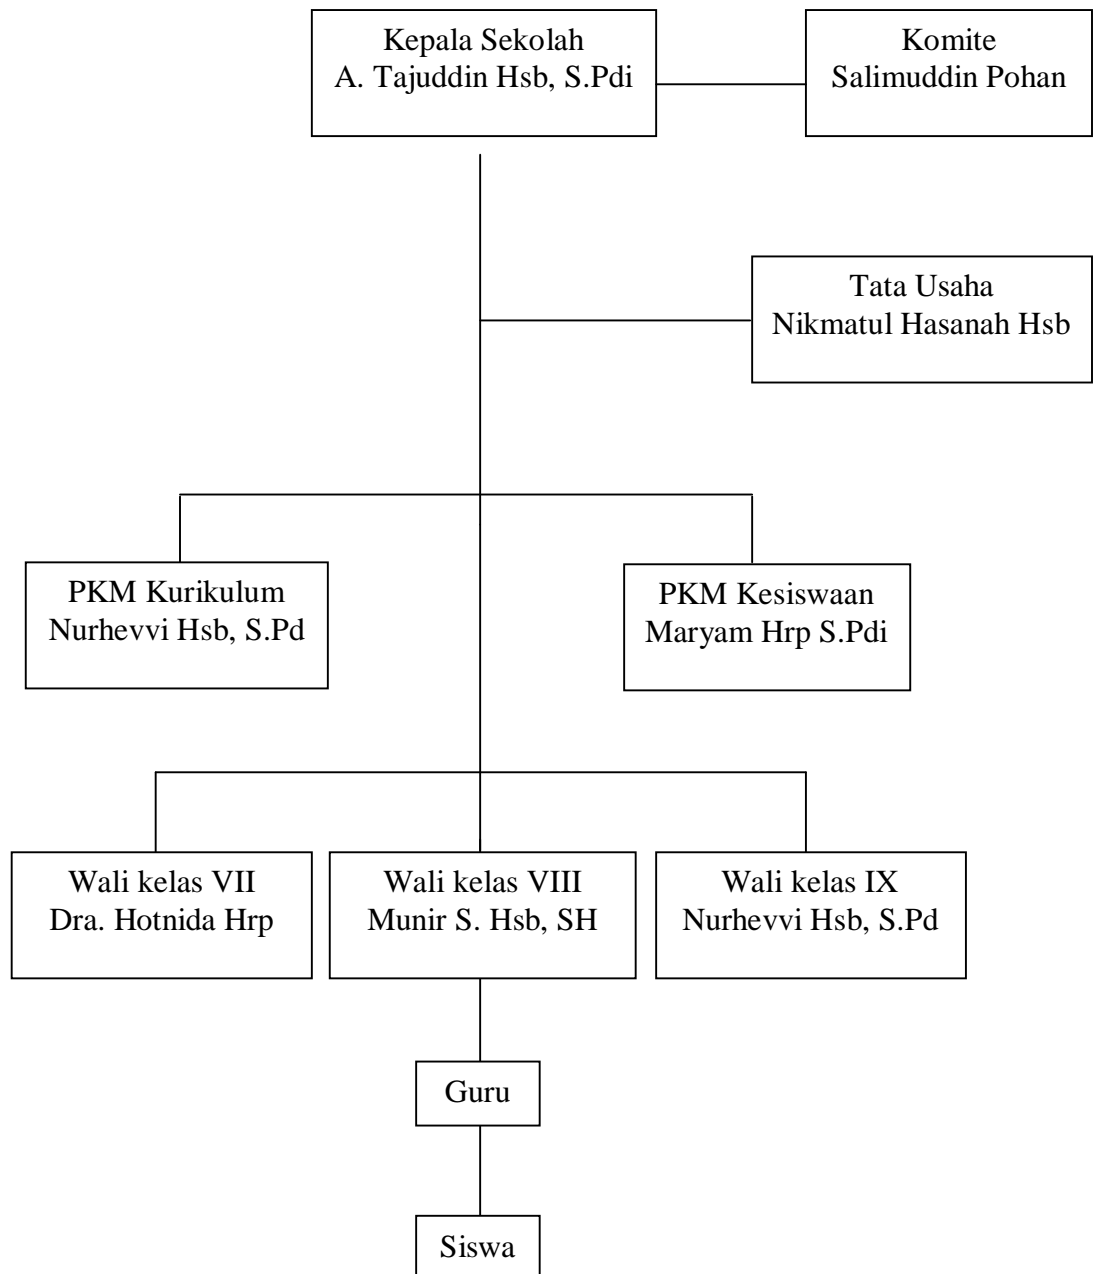 Kepala Sekolah
A. Tajuddin Hsb, S.Pdi
Komite
Salimuddin Pohan
Tata Usaha
Nikmatul Hasanah Hsb
PKM Kurikulum
Nurhevvi Hsb, S.Pd
PKM Kesiswaan
Maryam Hrp S.Pdi
Wali kelas VII
Dra. Hotnida Hrp
Wali kelas VIII
Munir S. Hsb, SH
Wali kelas IX
Nurhevvi Hsb, S.Pd
Guru
Siswa